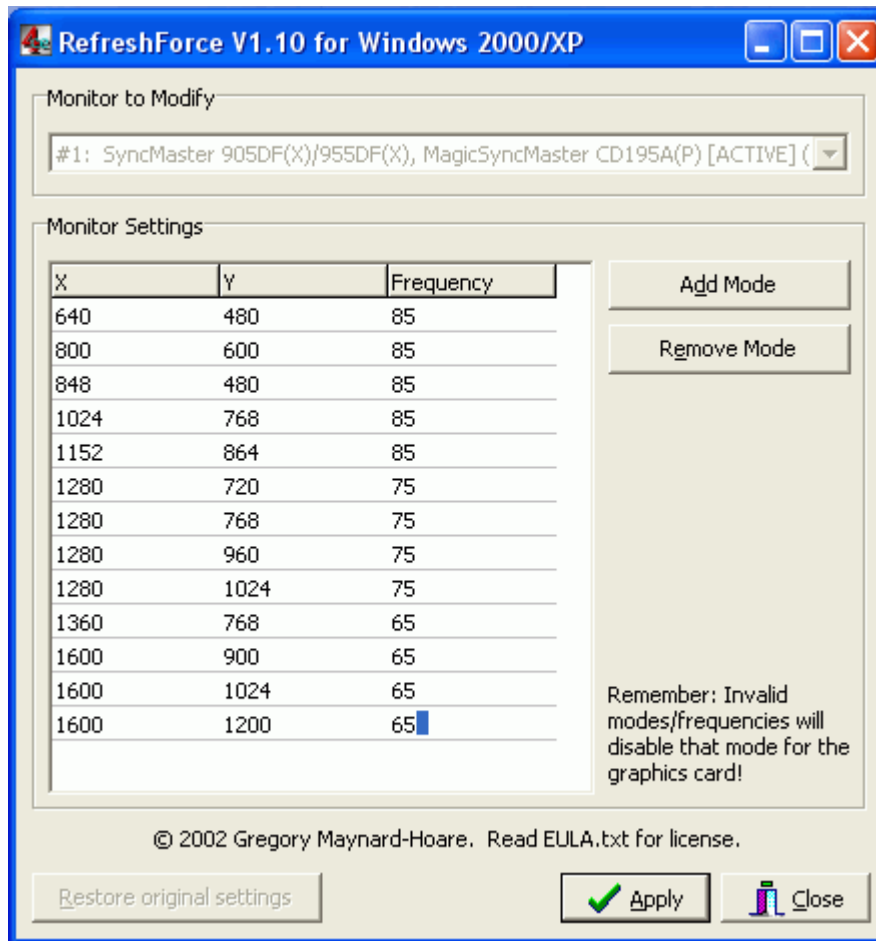 RefreshForce V1.10 for Windows 2000/XP
Monitor to Modify
#1: SyncMaster 905DF(X)/955DF(X), MagicSyncMaster CD195A(P) [ACTIVE] (
Monitor Settings
X Y Frequency
640 480 85
800 600 85
848 480 85
1024 768 85
1152 864 85
1280 720 75
1280 768 75
1280 960 75
1280 1024 75
1360 768 65
1600 900 65
1600 1024 65
1600 1200 65
Add Mode
Remove Mode
Remember: Invalid
modes/frequencies will
disable that mode for the
graphics card!
© 2002 Gregory Maynard-Hoare. Read EULA.txt for license.
Restore original settings
Apply
Close